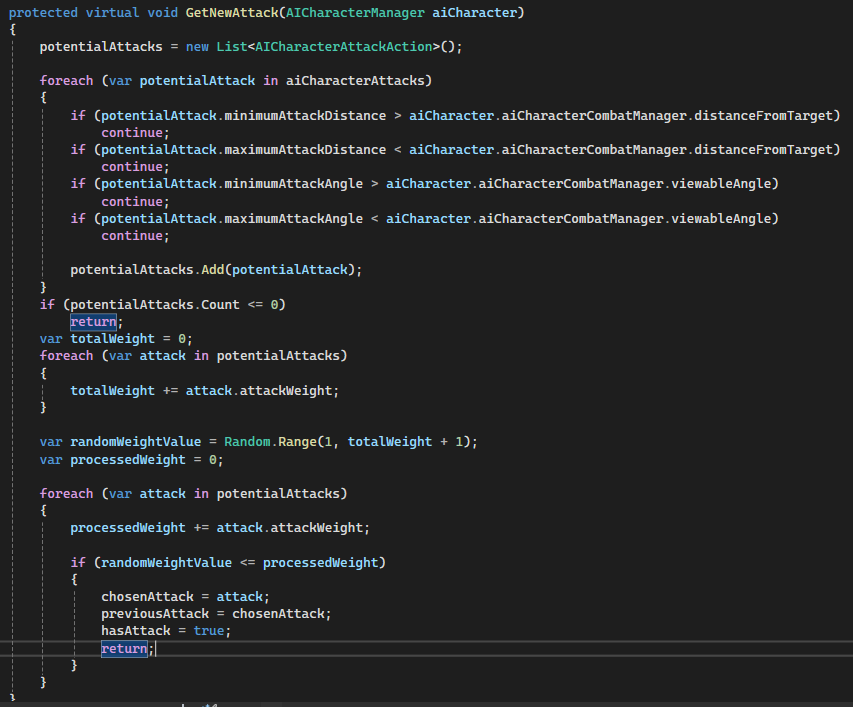 protected virtual void GetNewAttack(AICharacterManager aiCharacter)
{
    potentialAttacks = new List<AICharacterAttackAction>();

    foreach (var potentialAttack in aiCharacterAttacks)
    {
        if (potentialAttack.minimumAttackDistance > aiCharacter.aiCharacterCombatManager.distanceFromTarget)
            continue;
        if (potentialAttack.maximumAttackDistance < aiCharacter.aiCharacterCombatManager.distanceFromTarget)
            continue;
        if (potentialAttack.minimumAttackAngle > aiCharacter.aiCharacterCombatManager.viewableAngle)
            continue;
        if (potentialAttack.maximumAttackAngle < aiCharacter.aiCharacterCombatManager.viewableAngle)
            continue;

        potentialAttacks.Add(potentialAttack);
    }
    if (potentialAttacks.Count <= 0)
        return;
    var totalWeight = 0;
    foreach (var attack in potentialAttacks)
    {
        totalWeight += attack.attackWeight;
    }

    var randomWeightValue = Random.Range(1, totalWeight + 1);
    var processedWeight = 0;

    foreach (var attack in potentialAttacks)
    {
        processedWeight += attack.attackWeight;

        if (randomWeightValue <= processedWeight)
        {
            chosenAttack = attack;
            previousAttack = chosenAttack;
            hasAttack = true;
            return;
        }
    }
}